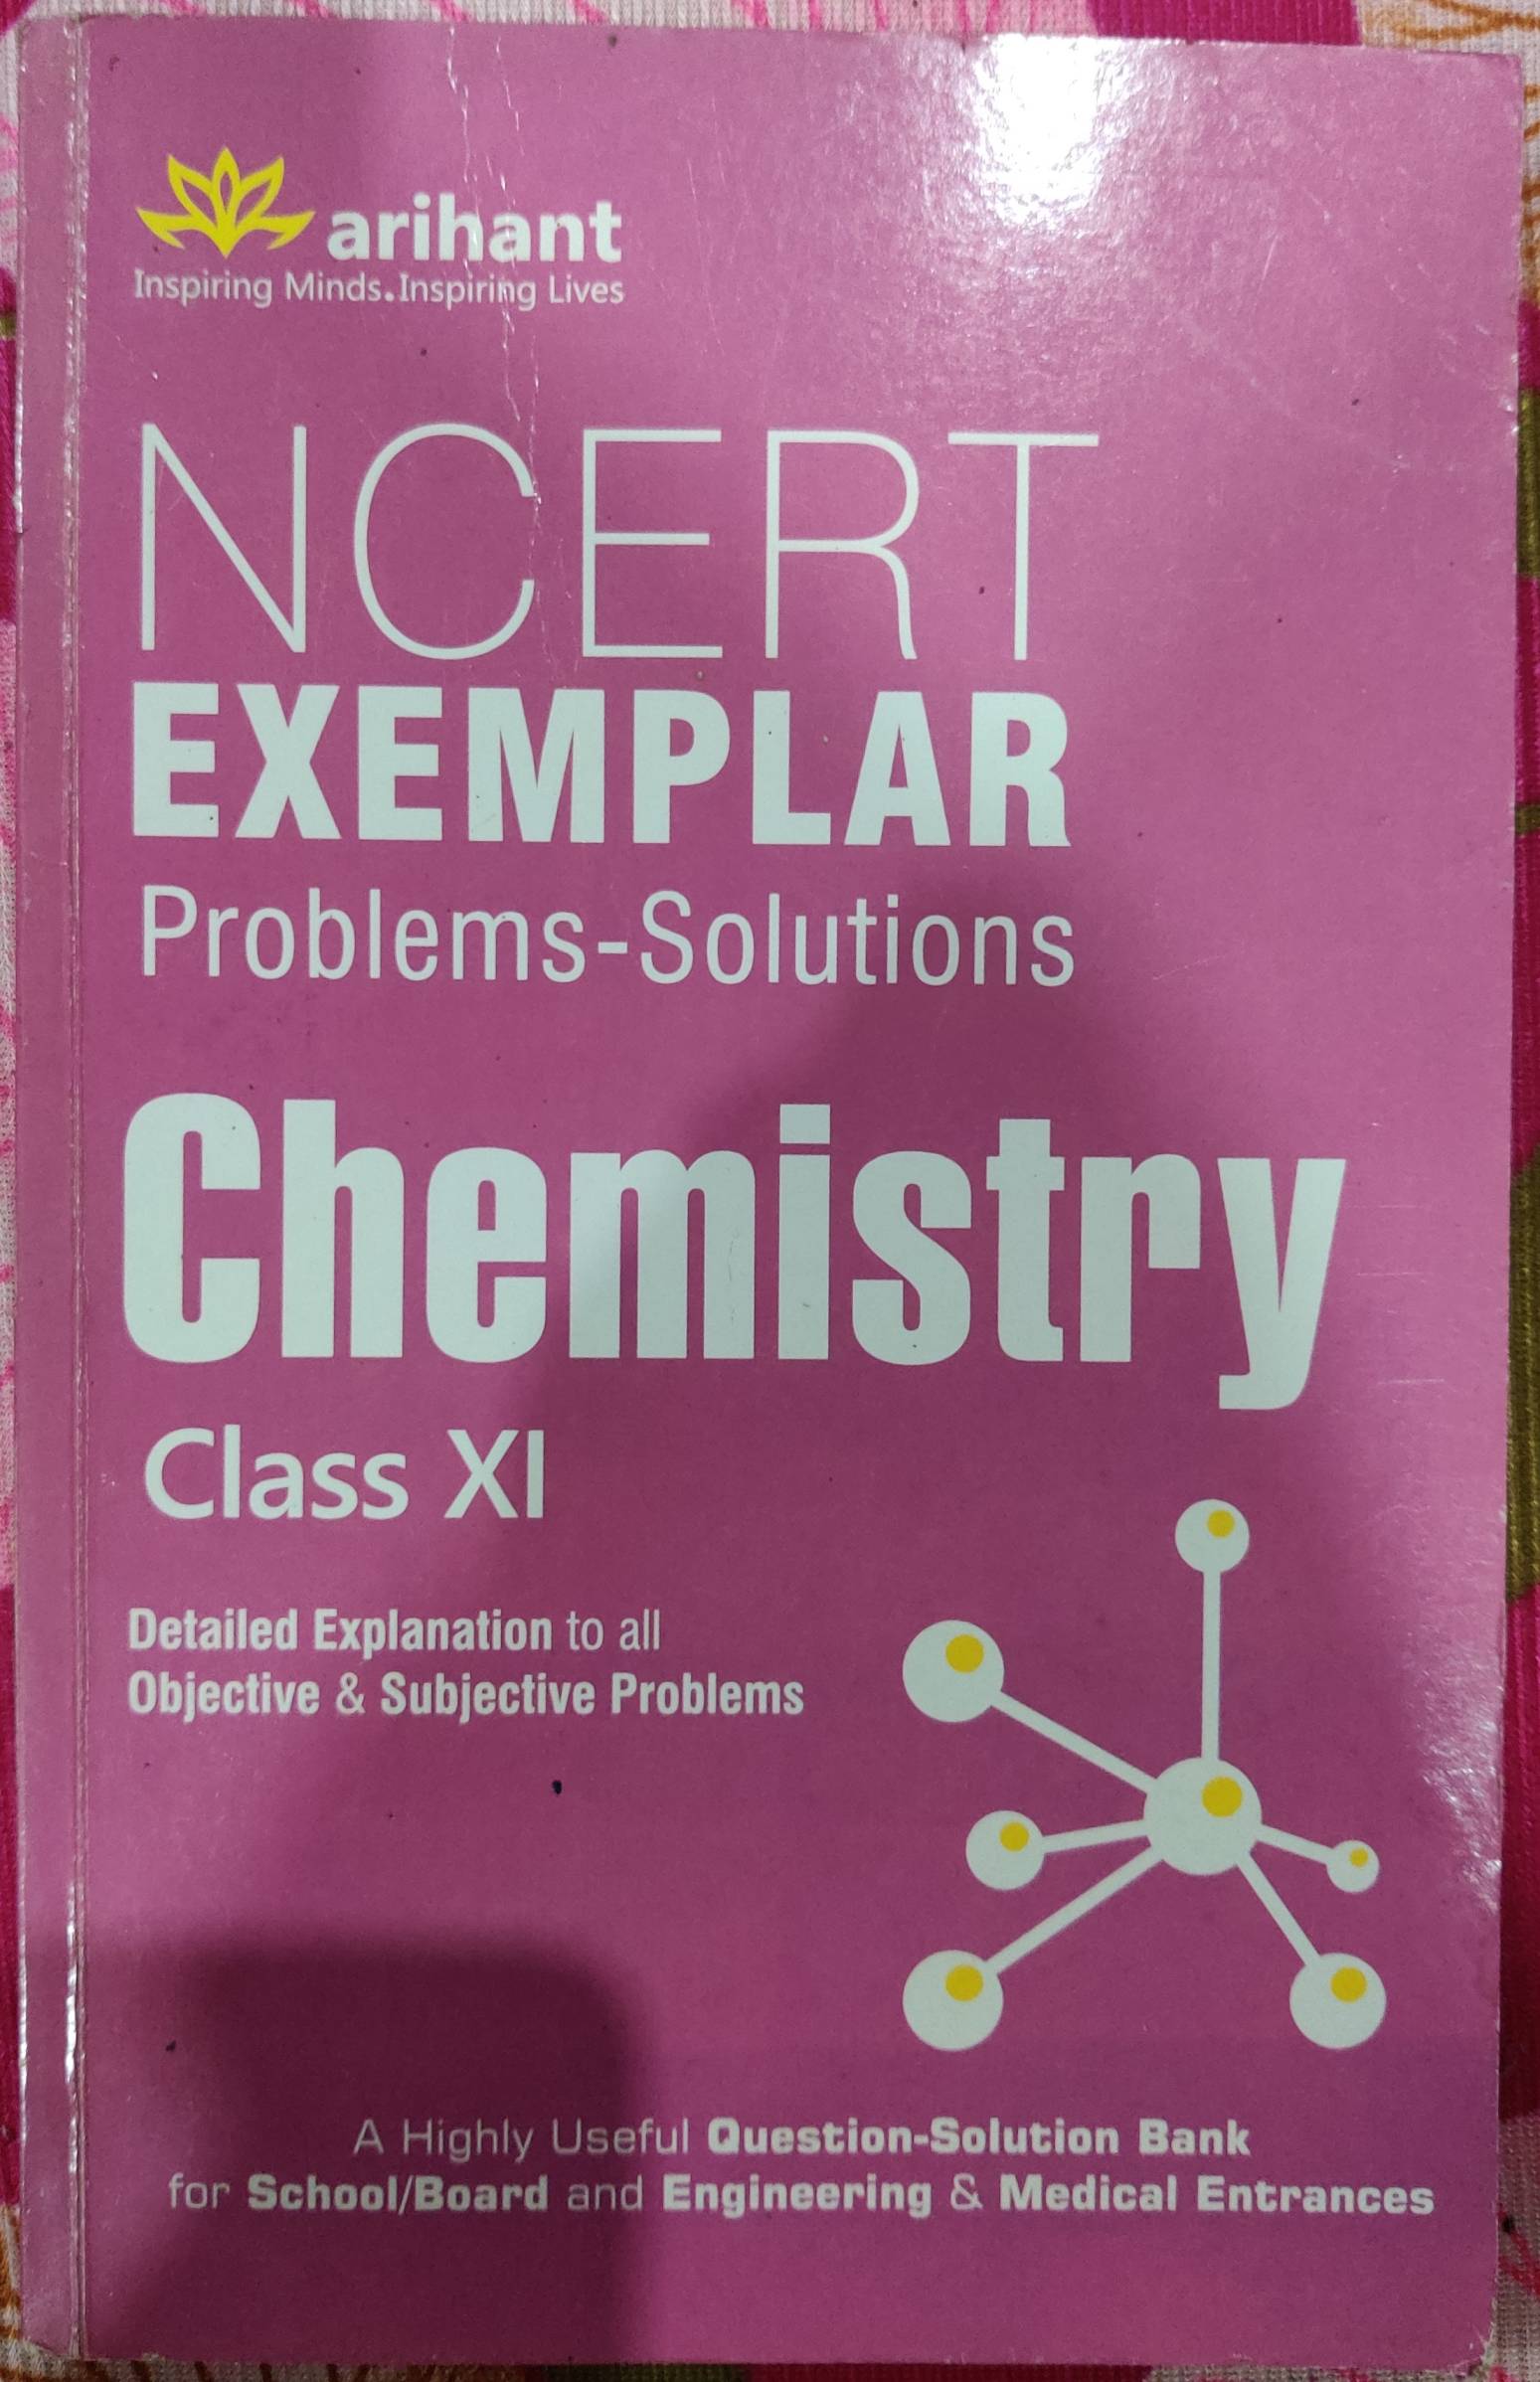 arihant
Inspiring Minds.Inspiring Lives
NCERT
EXEMPLAR
Problems-Solutions
Chemistry
Class XI
Detailed Explanation to all
Objective & Subjective Problems
A Highly Useful Question-Solution Bank
for School/Board and Engineering & Medical Entrances